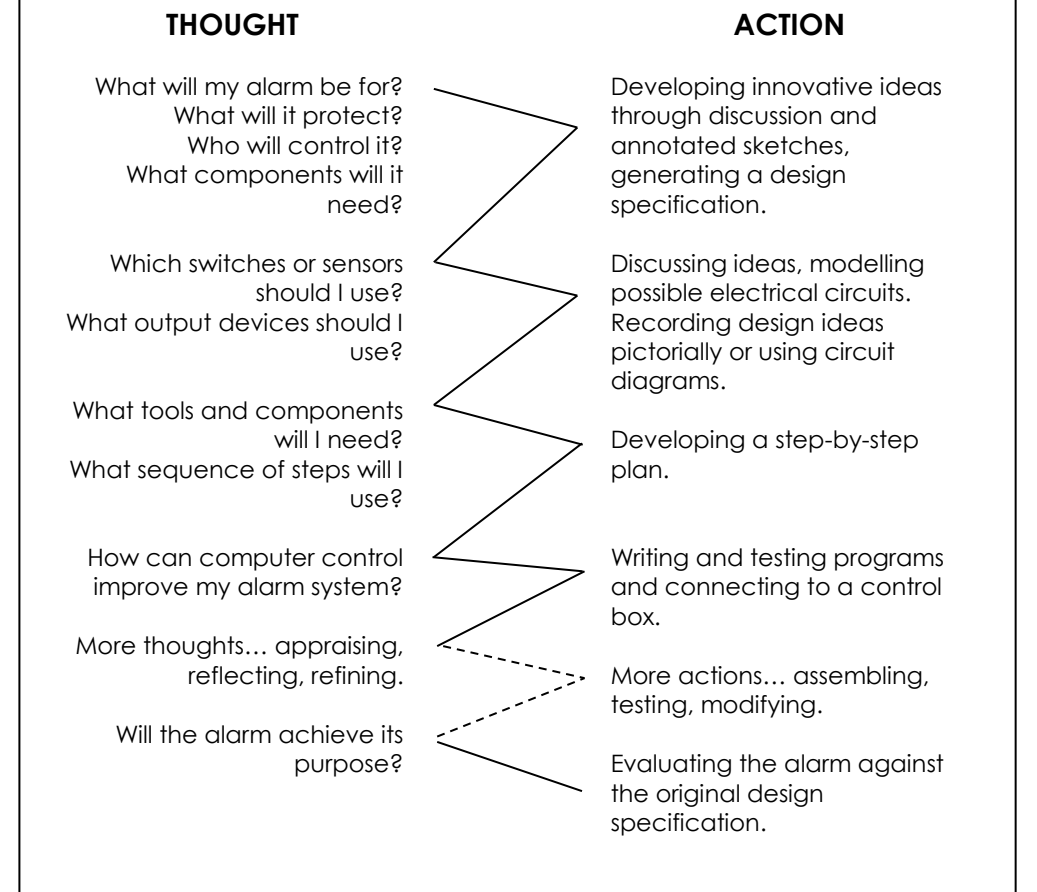 THOUGHT
ACTION
What will my alarm be for?
What will it protect?
Who will control it?
What components will it
need?
Developing innovative ideas
through discussion and
annotated sketches,
generating a design
specification.
Which switches or sensors
should I use?
What output devices should I
use?
Discussing ideas, modelling
possible electrical circuits.
Recording design ideas
pictorially or using circuit
diagrams.
What tools and components
will I need?
What sequence of steps will I
use?
Developing a step-by-step
plan.
How can computer control
improve my alarm system?
Writing and testing programs
and connecting to a control
box.
More thoughts… appraising,
reflecting, refining.
More actions… assembling,
testing, modifying.
Will the alarm achieve its
purpose?
Evaluating the alarm against
the original design
specification.